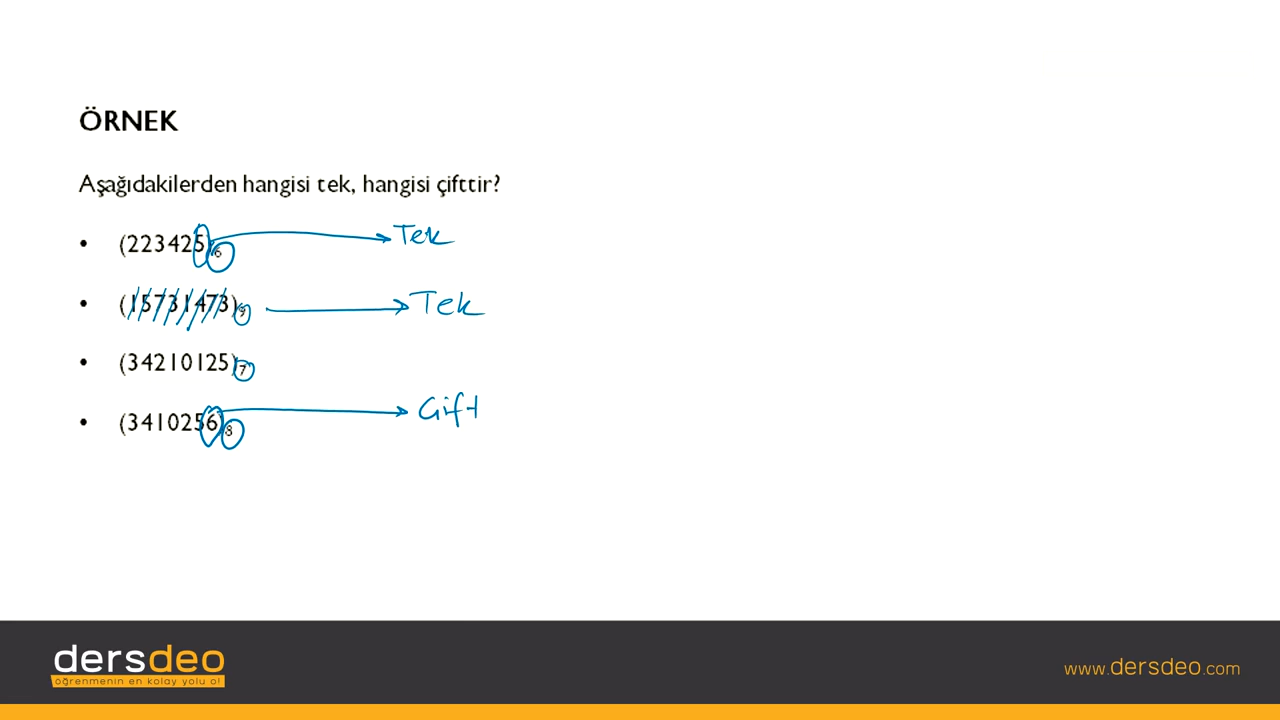 ÖRNEK
Aşağıdakilerden hangisi tek, hangisi çifttir?
• (223425)6 Tek
• (15731473)9 Tek
• (34210125)7
• (3410256)8 Çift
dersdeo
öğrenmenin en kolay yolu o!
www.dersdeo.com